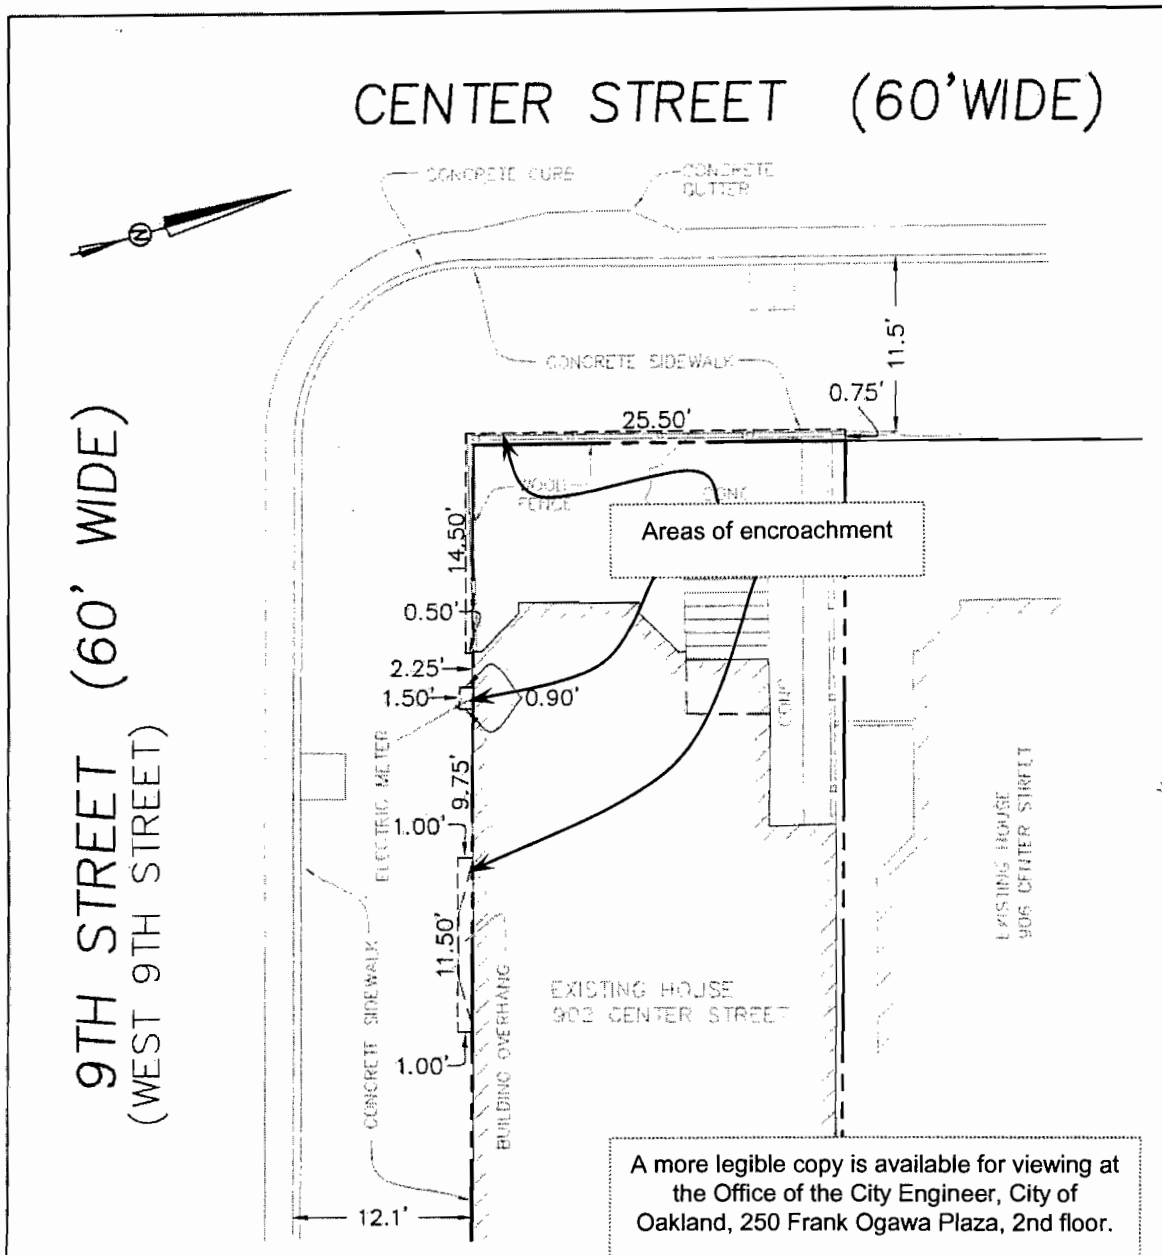 CENTER STREET (60'WIDE)
CONCRETE CURB
CONCRETE
GUTTER
N
11.5'
CONCRETE SIDEWALK
0.75'
25.50'
WOOD
FENCE
CONC
Areas of encroachment
14.50'
0.50'
2.25'
1.50'
0.90'
CONC
ELECTRIC METER
9.75'
1.00'
11.50'
1.00'
9TH STREET (60' WIDE)
(WEST 9TH STREET)
CONCRETE SIDEWALK
BUILDING OVERHANG
EXISTING HOUSE
902 CENTER STREET
EXISTING HOUSE
906 CENTER STREET
12.1'
A more legible copy is available for viewing at
the Office of the City Engineer, City of
Oakland, 250 Frank Ogawa Plaza, 2nd floor.